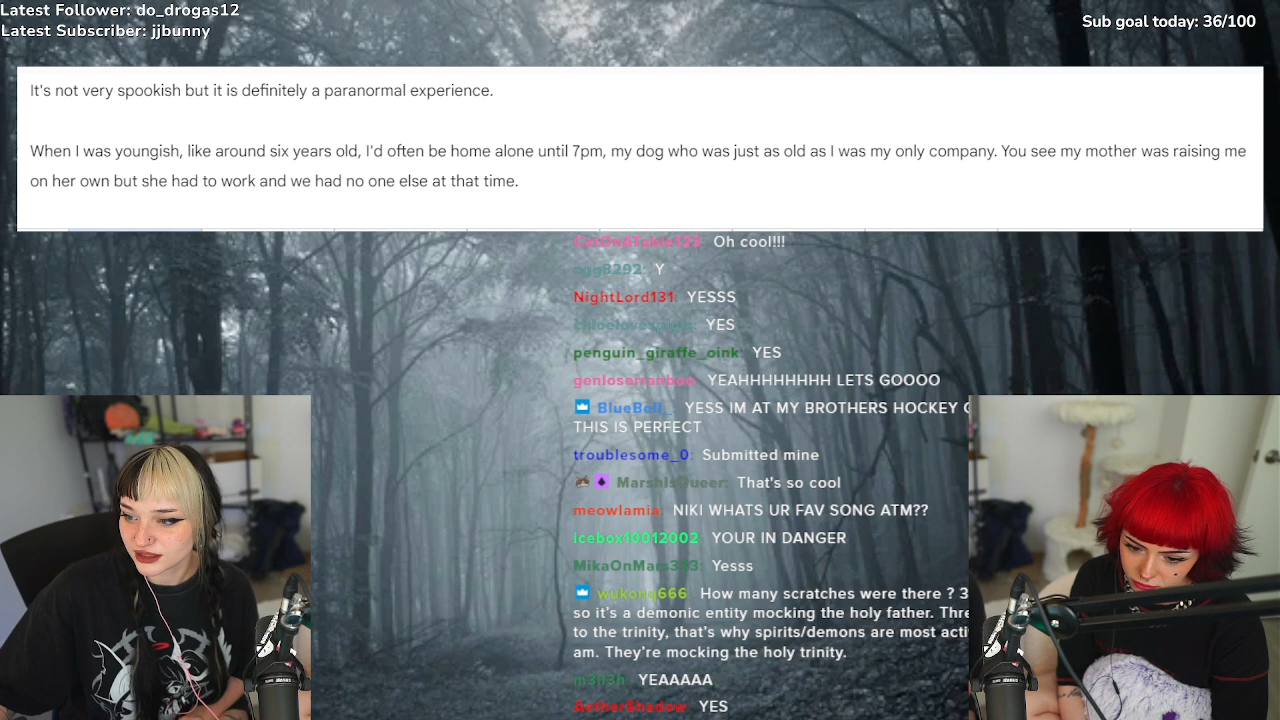 Latest Follower: do_drogas12
Latest Subscriber: jjbunny
Sub goal today: 36/100
It's not very spookish but it is definitely a paranormal experience.
When I was youngish, like around six years old, I'd often be home alone until 7pm, my dog who was just as old as I was my only company. You see my mother was raising me
on her own but she had to work and we had no one else at that time.
CatOnATable123: Oh cool!!!
Y
NightLord131: YESSS
YES
penguin_giraffe_oink: YES
YEAHHHHHHHH LETS GOOOO
BlueBell_: YESS IM AT MY BROTHERS HOCKEY
THIS IS PERFECT
troublesome_0: Submitted mine
MarshIsQueer: That's so cool
meowlamia: NIKI WHATS UR FAV SONG ATM??
icebox10012002 YOUR IN DANGER
MikaOnMars333: Yesss
wukong666 How many scratches were there ? 3
so it's a demonic entity mocking the holy father. Thre
to the trinity, that's why spirits/demons are most acti
am. They're mocking the holy trinity.
YEAAAAA
AetherShadow: YES